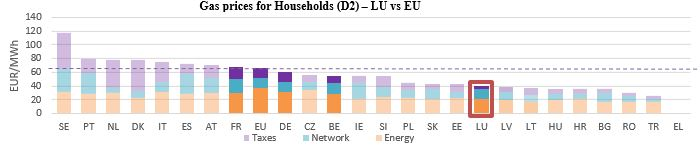 Gas prices for Households (D2) – LU vs EU
EUR/MWh
140
120
100
80
60
40
20
0
SE PT NL DK IT ES AT FR EU DE CZ BE IE SI PL SK EE LU LV LT HU HR BG RO TR EL
Taxes Network Energy